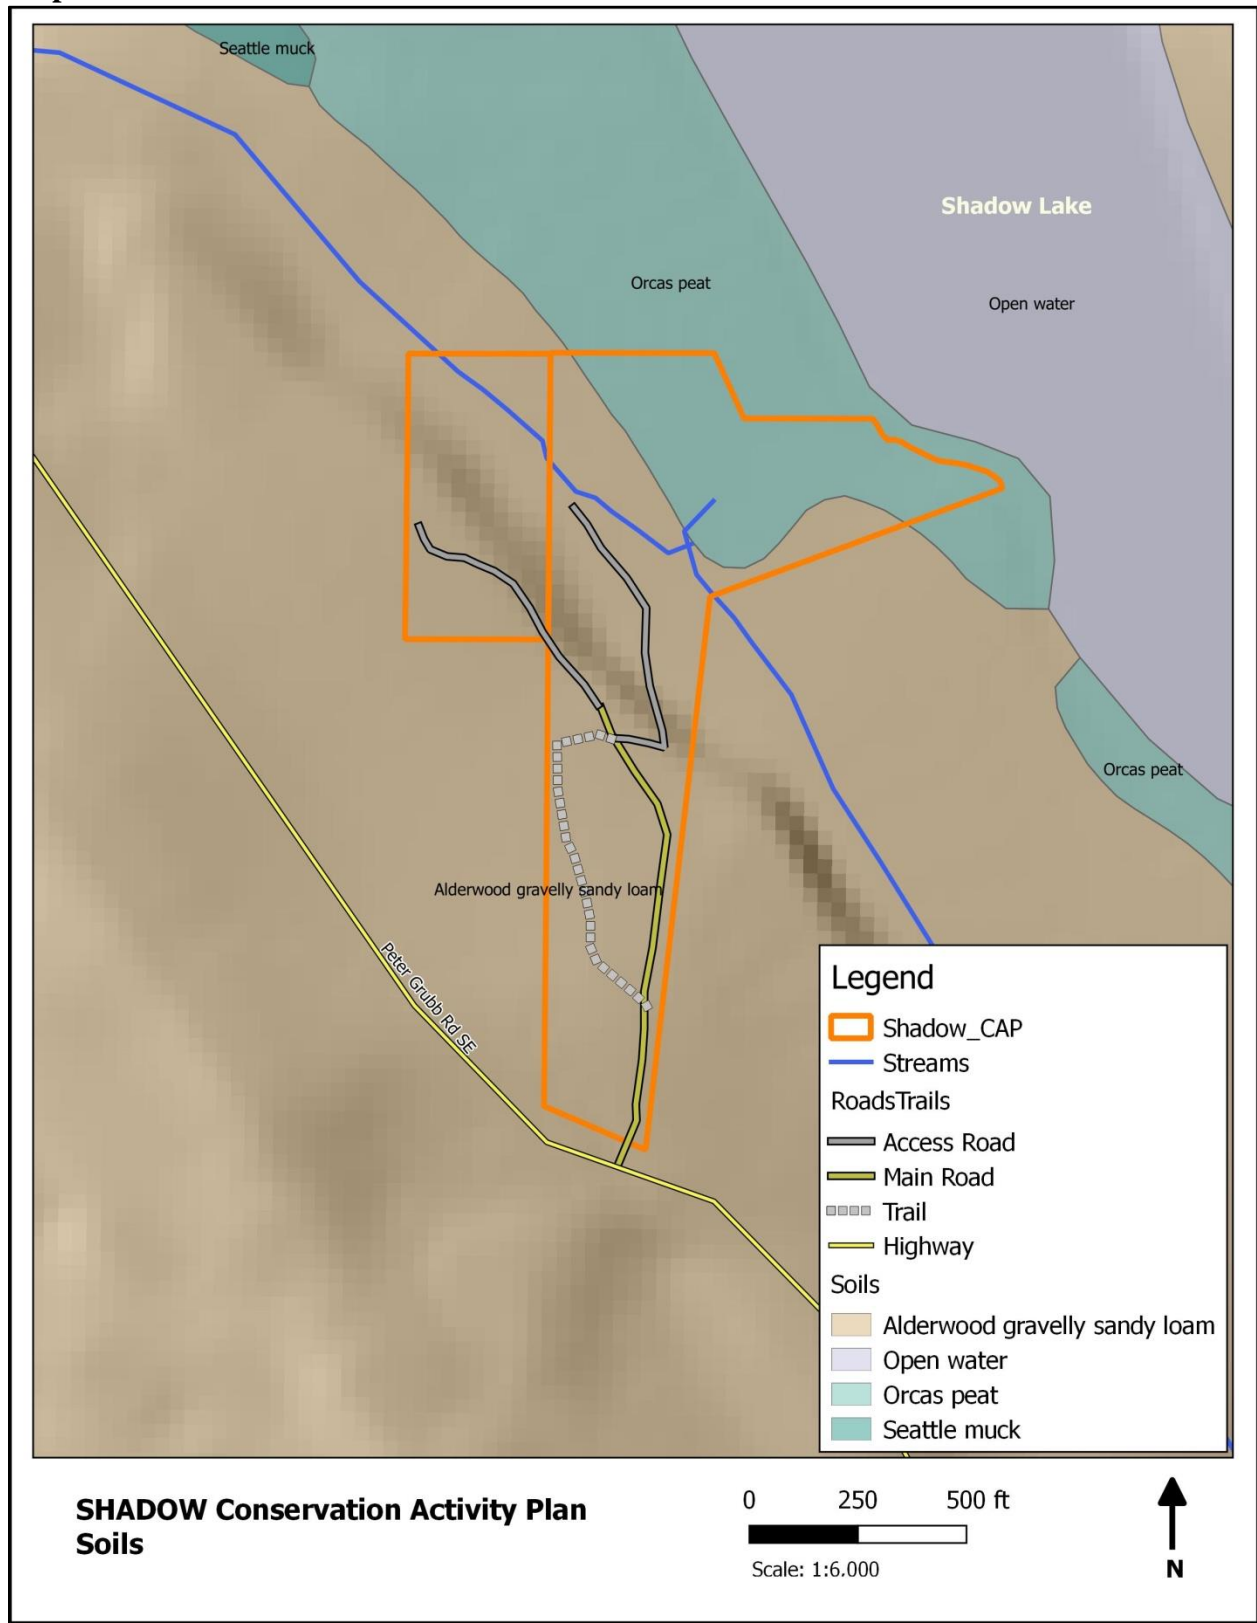 Seattle muck
Shadow Lake
Orcas peat
Open water
Orcas peat
Alderwood gravelly sandy loam
Peter Grubb Rd SE
Legend
Shadow_CAP
Streams
RoadsTrails
Access Road
Main Road
Trail
Highway
Soils
Alderwood gravelly sandy loam
Open water
Orcas peat
Seattle muck
SHADOW Conservation Activity Plan
Soils
0 250 500 ft
Scale: 1:6,000
N